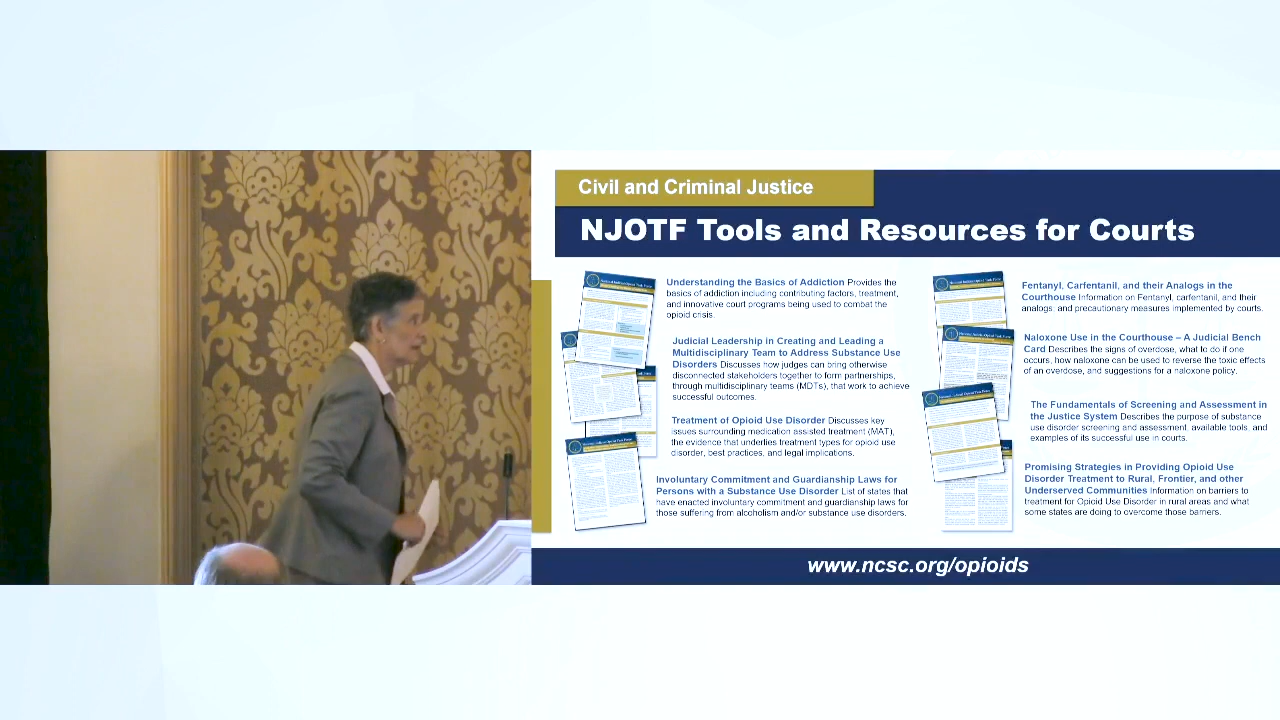 Civil and Criminal Justice
NJOTF Tools and Resources for Courts
Understanding the Basics of Addiction Provides the
basics of addiction including contributing factors, treatment,
and innovative court programs being used to combat the
opioid crisis.
Judicial Leadership in Creating and Leading a
Multidisciplinary Team to Address Substance Use
Disorders Discusses how judges can bring otherwise
disconnected stakeholders together to form partnerships,
through multidisciplinary teams (MDTs), that work to achieve
successful outcomes.
Treatment of Opioid Use Disorder Discusses key
issues surrounding medication assisted treatment (MAT),
the evidence that underlies treatment types for opioid use
disorder, best practices, and legal implications.
Involuntary Commitment and Guardianship Laws for
Persons with a Substance Use Disorder List of states that
have enacted involuntary commitment and guardianship laws for
those suffering from alcoholism and/or substance use disorders.
Fentanyl, Carfentanil, and their Analogs in the
Courthouse Information on Fentanyl, carfentanil, and their
analogs, and precautionary measures implemented by courts.
Naloxone Use in the Courthouse – A Judicial Bench
Card Describes the signs of overdose, what to do if one
occurs, how naloxone can be used to reverse the toxic effects
of an overdose, and suggestions for a naloxone policy.
The Fundamentals of Screening and Assessment in
the Justice System Describes the purpose of substance
use disorder screening and assessment, available tools, and
examples of its successful use in courts.
Promising Strategies in Providing Opioid Use
Disorder Treatment to Rural, Frontier, and other
Underserved Communities Information on barriers to
treatment for Opioid Use Disorder in rural areas and what
some states are doing to overcome those barriers.
www.ncsc.org/opioids